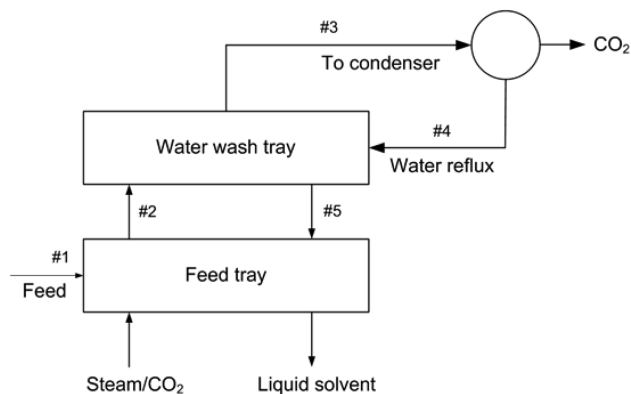 #3
To condenser
CO₂
#4
Water wash tray
Water reflux
#2
#5
#1
Feed
Feed tray
Steam/CO₂
Liquid solvent